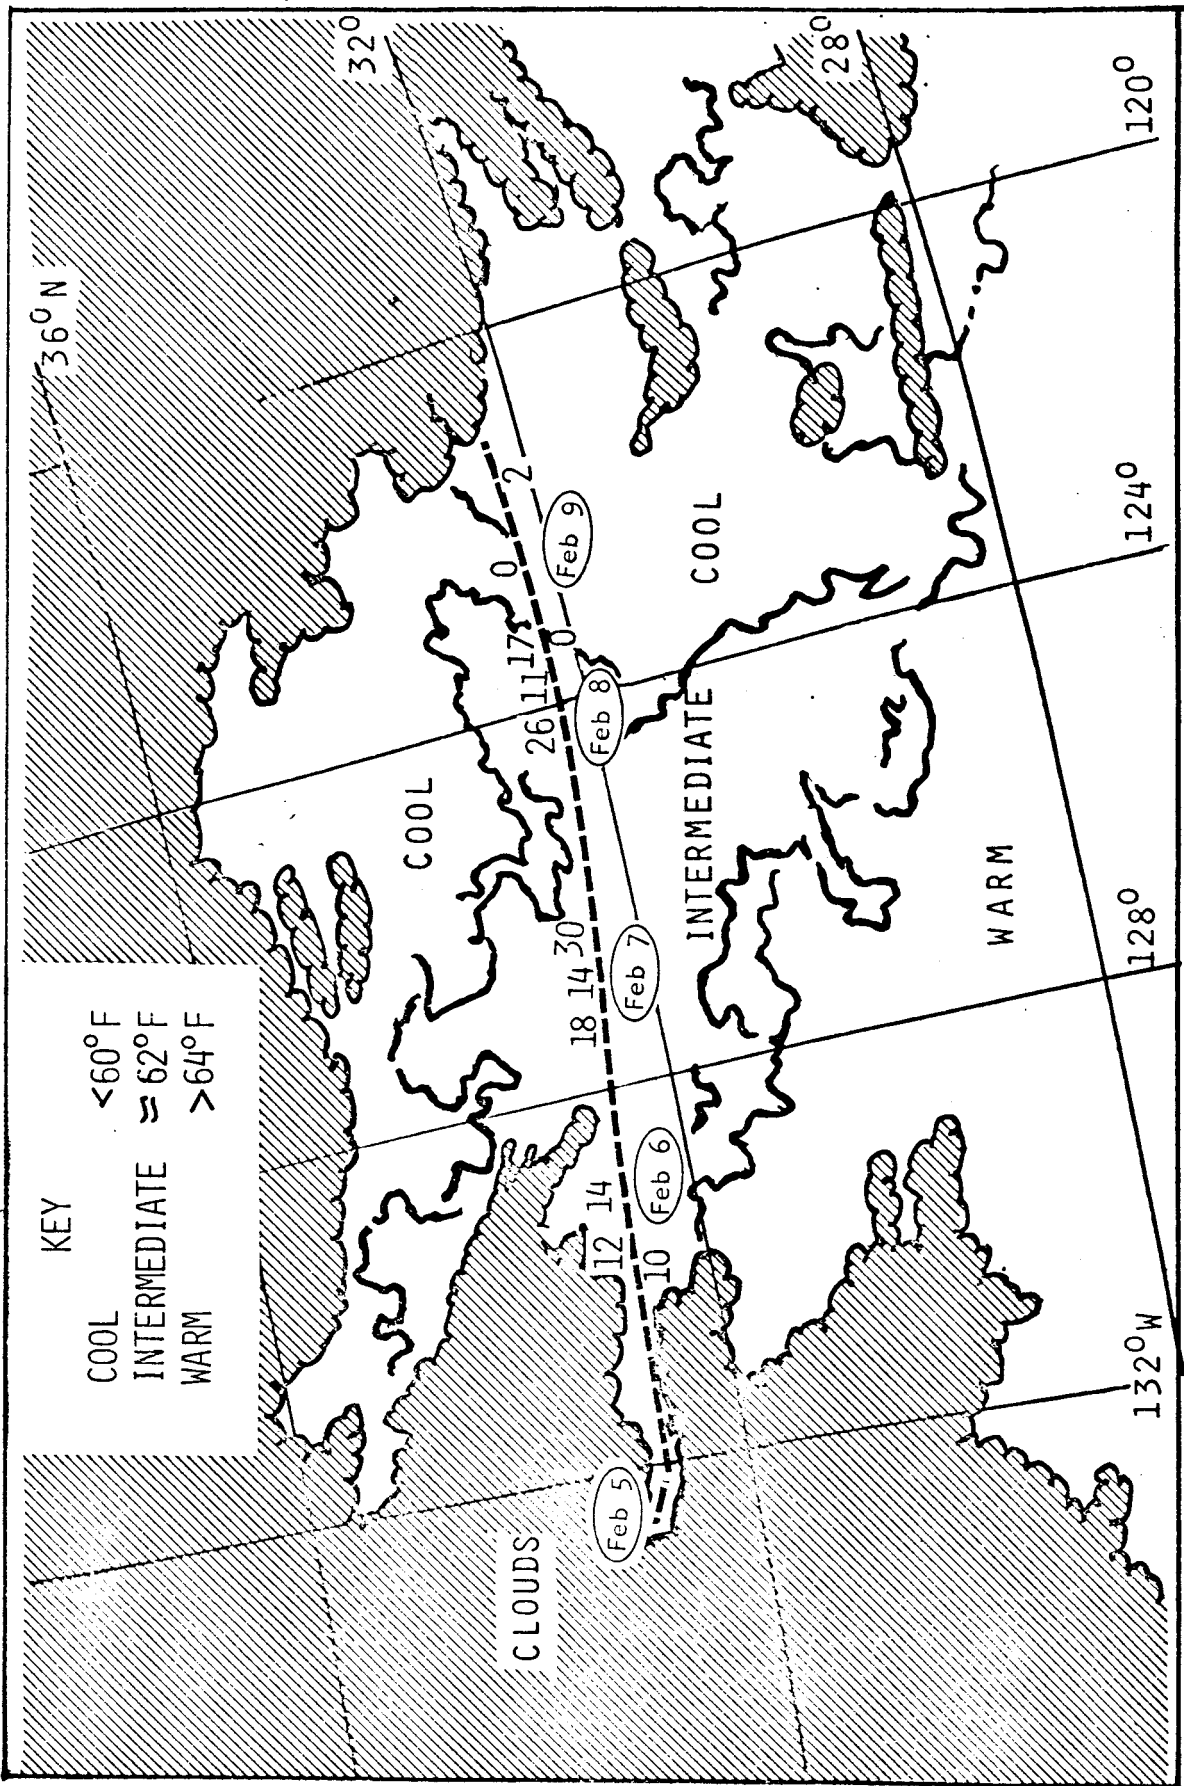 KEY
COOL <60°F
INTERMEDIATE ≈62°F
WARM >64°F
36°N
32°
28°
120°
124°
128°
132°W
CLOUDS
COOL
INTERMEDIATE
COOL
WARM
Feb 5
Feb 6
Feb 7
Feb 8
Feb 9
10
12
14
18
14
30
26
11
17
0
0
2